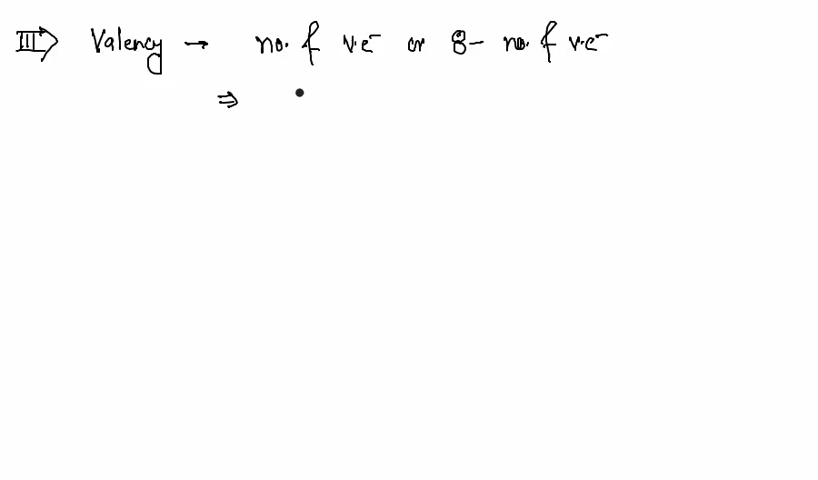 III⇒ Valency → no. of v.e⁻ or 8- no. of v.e⁻
⇒